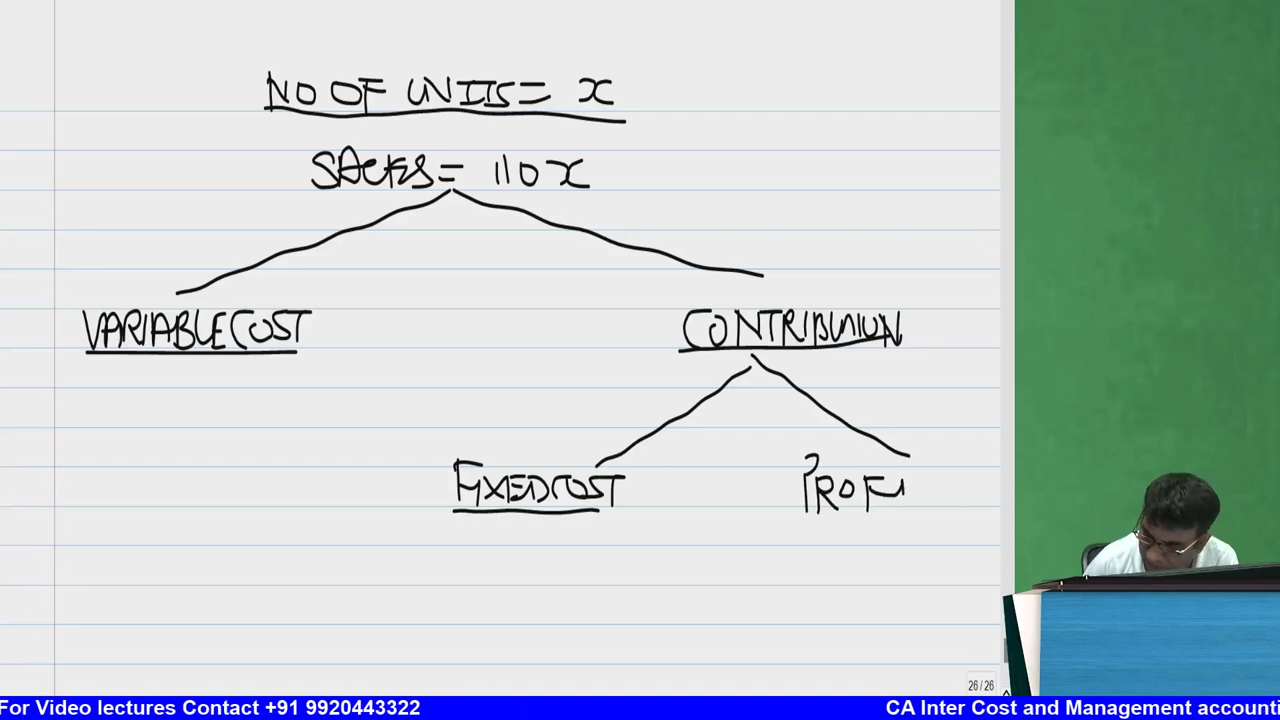 NO OF UNITS = x
SALES = 110x
VARIABLE COST
CONTRIBUTION
FIXED COST
PROFI
26 / 26
For Video lectures Contact +91 9920443322
CA Inter Cost and Management accounti